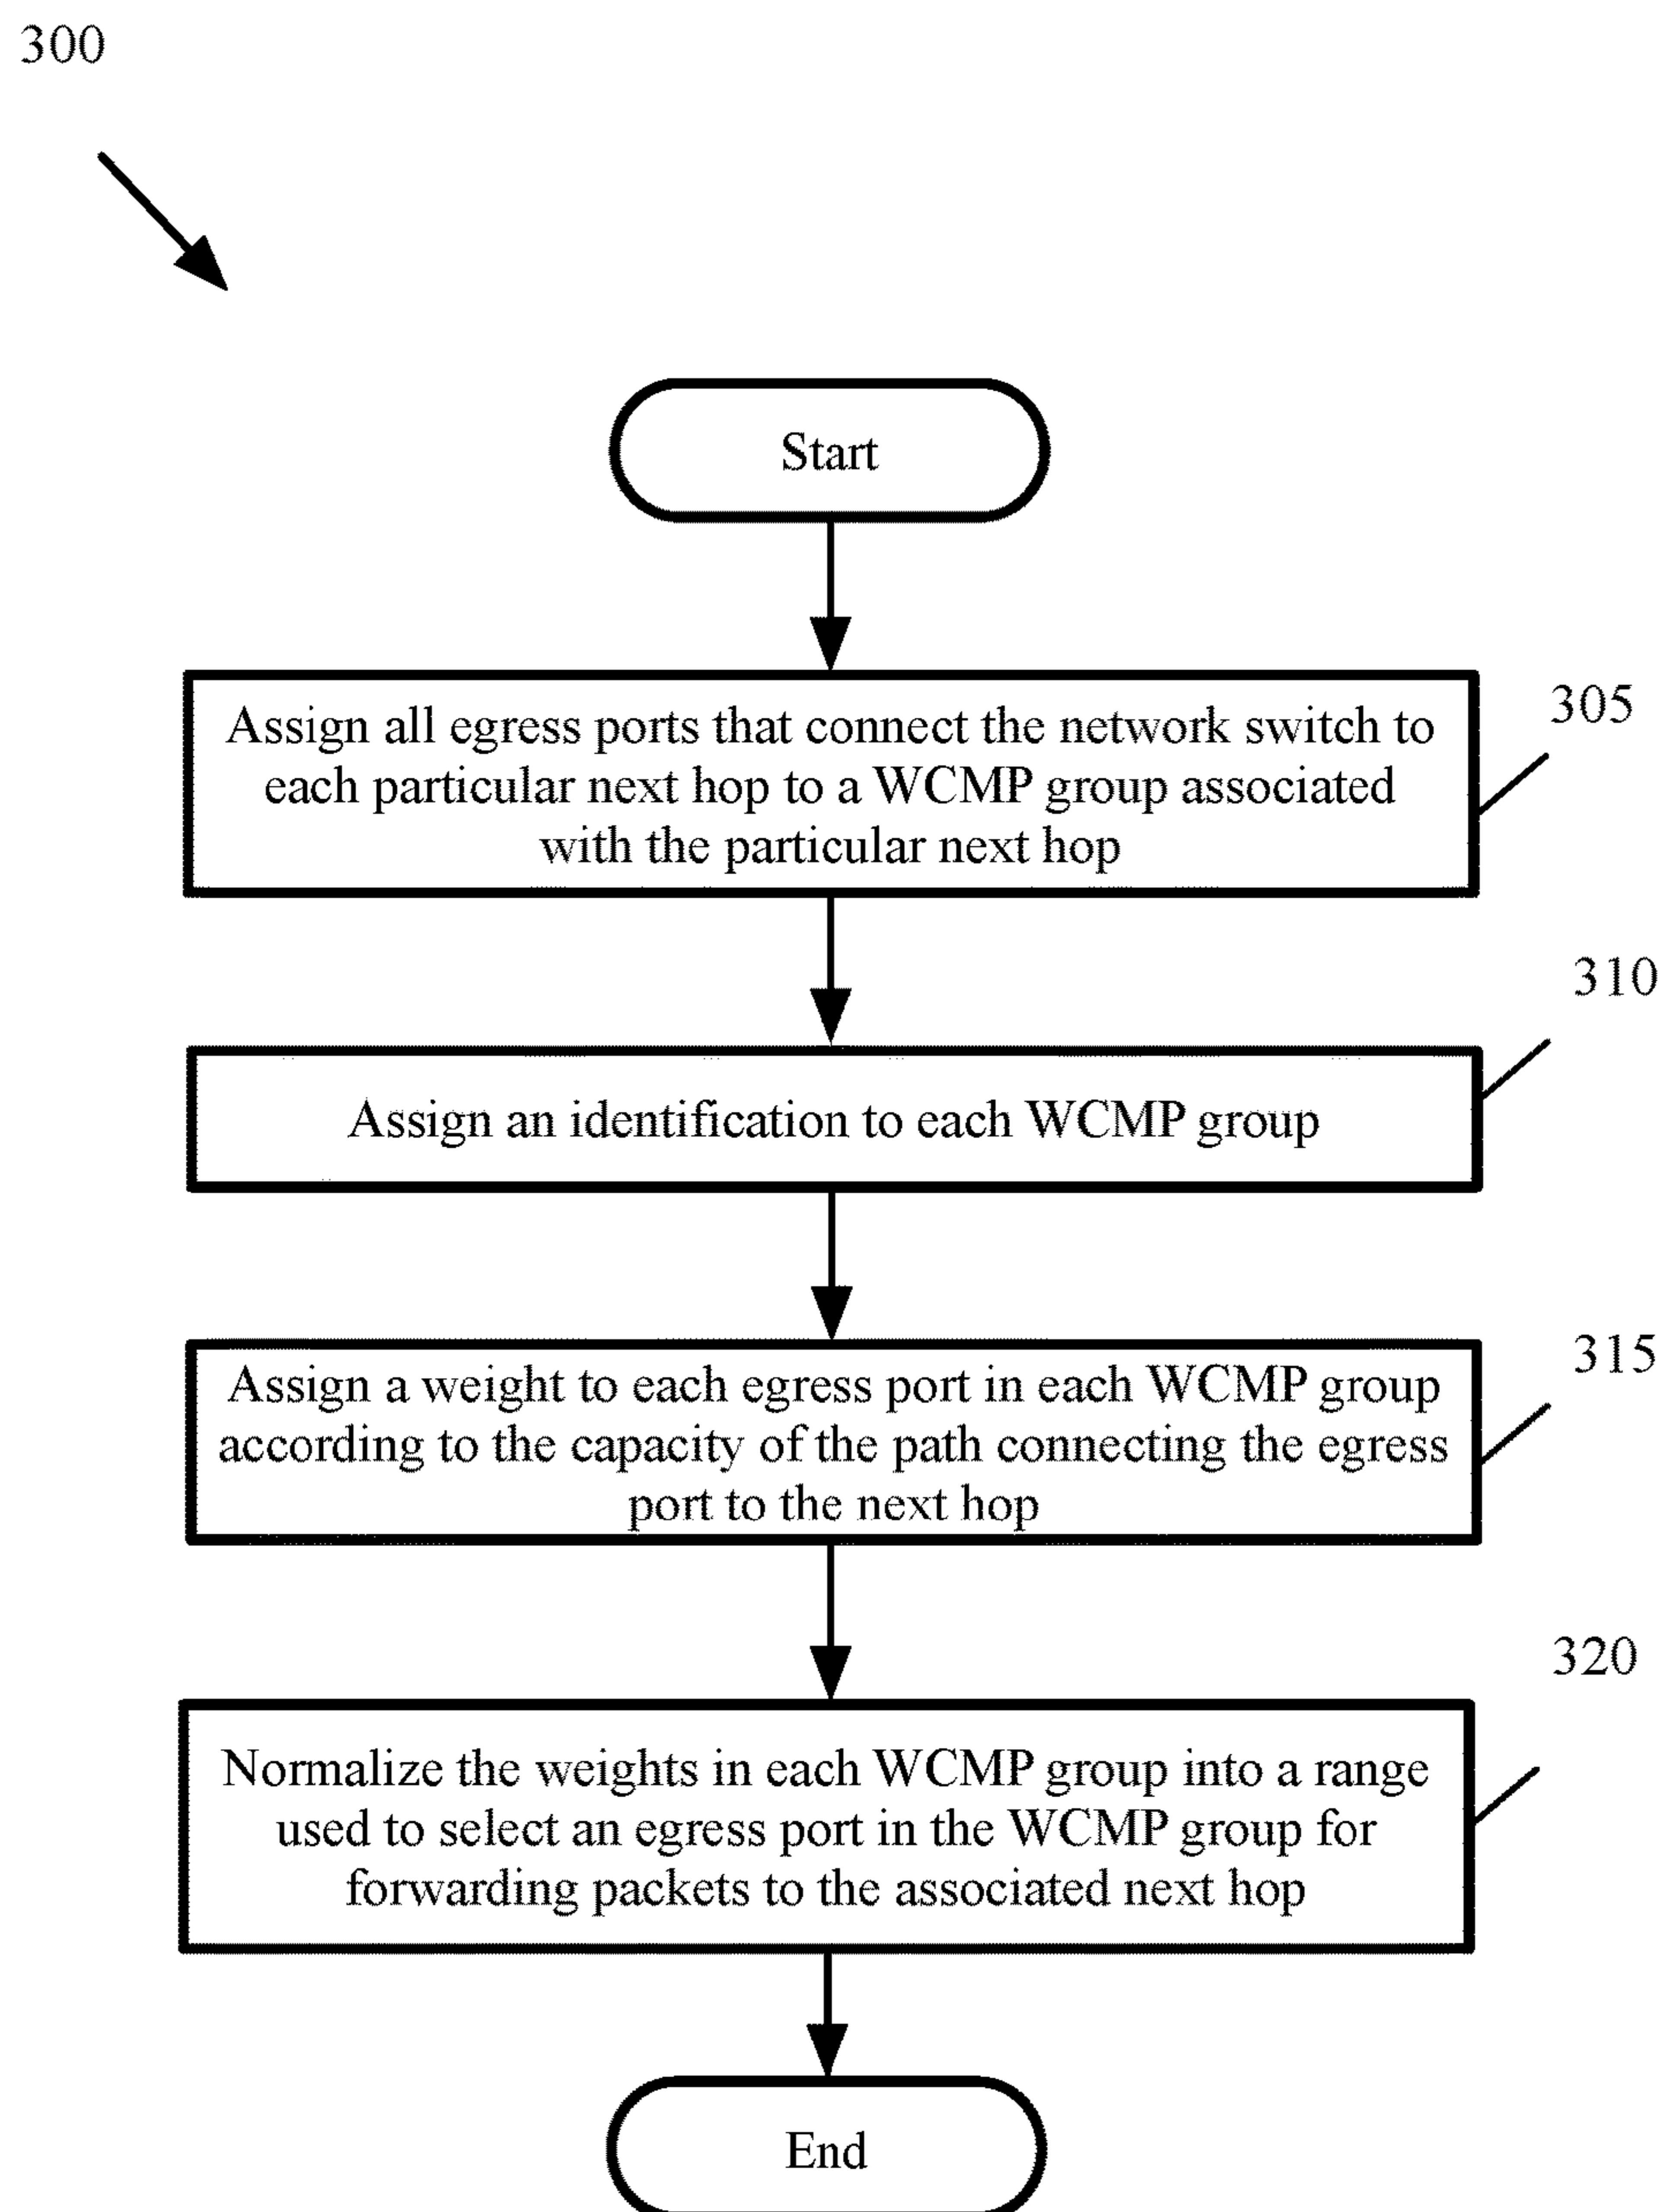 300
Start
Assign all egress ports that connect the network switch to
each particular next hop to a WCMP group associated
with the particular next hop
305
310
Assign an identification to each WCMP group
315
Assign a weight to each egress port in each WCMP group
according to the capacity of the path connecting the egress
port to the next hop
320
Normalize the weights in each WCMP group into a range
used to select an egress port in the WCMP group for
forwarding packets to the associated next hop
End